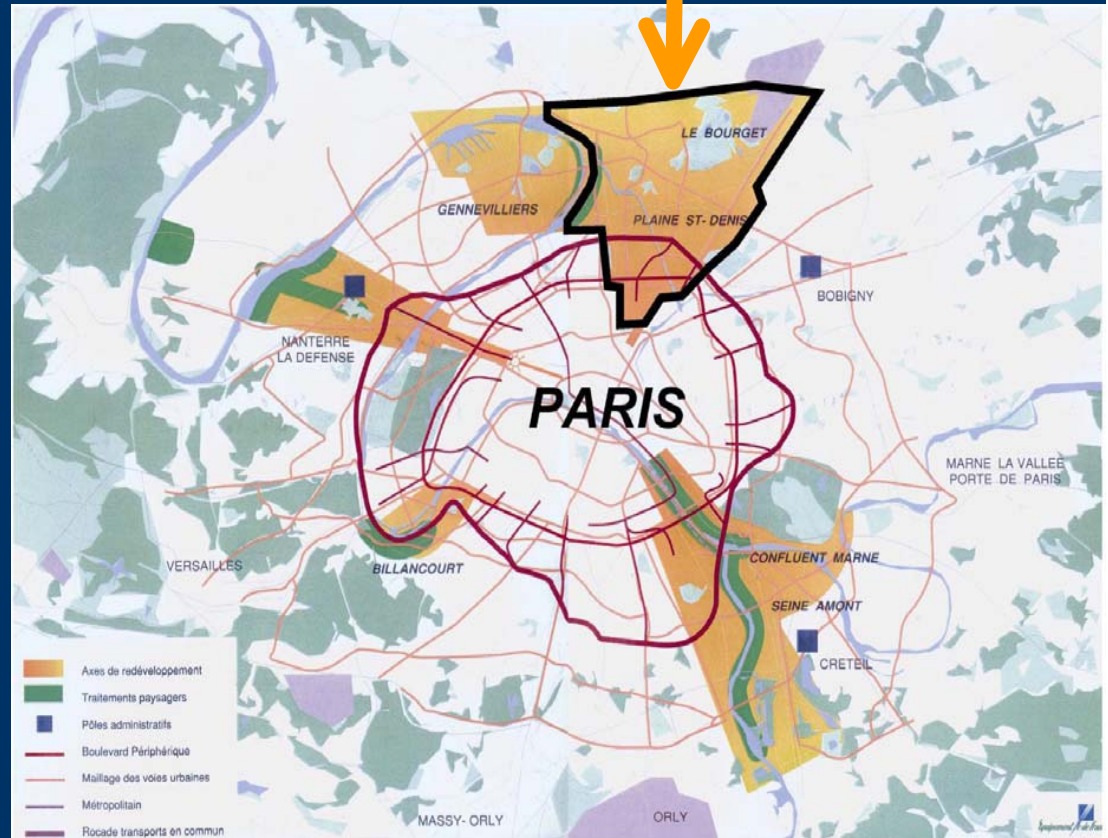 LE BOURGET
GENNEVILLIERS
PLAINE ST-DENIS
BOBIGNY
NANTERRE
LA DEFENSE
PARIS
MARNE LA VALLEE
PORTE DE PARIS
VERSAILLES
BILLANCOURT
CONFLUENT MARNE
SEINE AMONT
CRETEIL
Axes de redéveloppement
Traitements paysagers
Pôles administratifs
Boulevard Périphérique
Maillage des voies urbaines
Métropolitain
Rocade transports en commun
MASSY- ORLY
ORLY